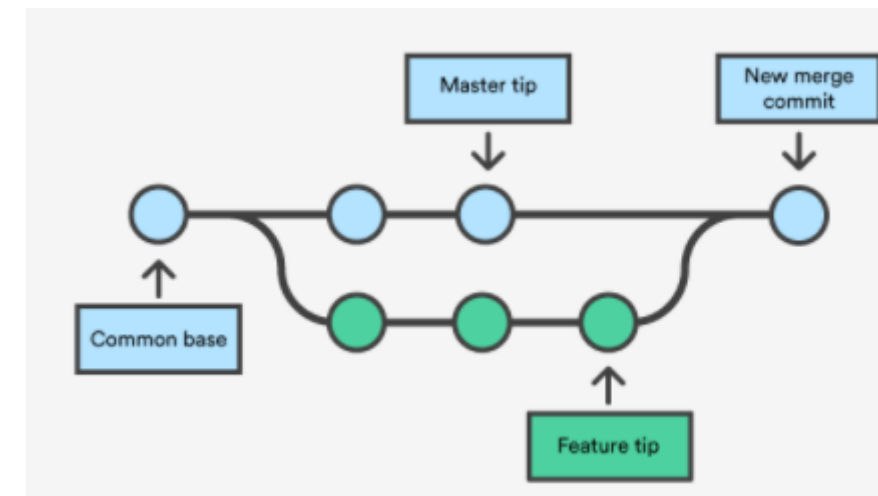 Master tip
New merge
commit
Common base
Feature tip